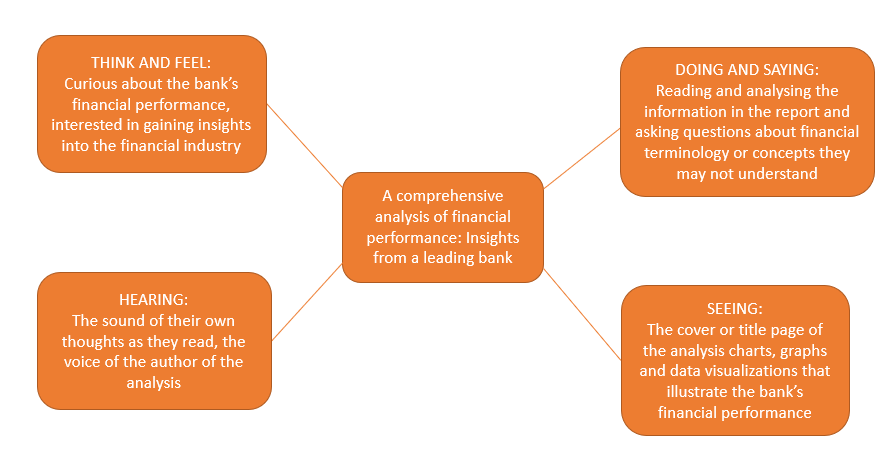 THINK AND FEEL:
Curious about the bank’s
financial performance,
interested in gaining insights
into the financial industry
DOING AND SAYING:
Reading and analysing the
information in the report and
asking questions about financial
terminology or concepts they
may not understand
A comprehensive
analysis of financial
performance: Insights
from a leading bank
HEARING:
The sound of their own
thoughts as they read, the
voice of the author of the
analysis
SEEING:
The cover or title page of
the analysis charts, graphs
and data visualizations that
illustrate the bank’s
financial performance